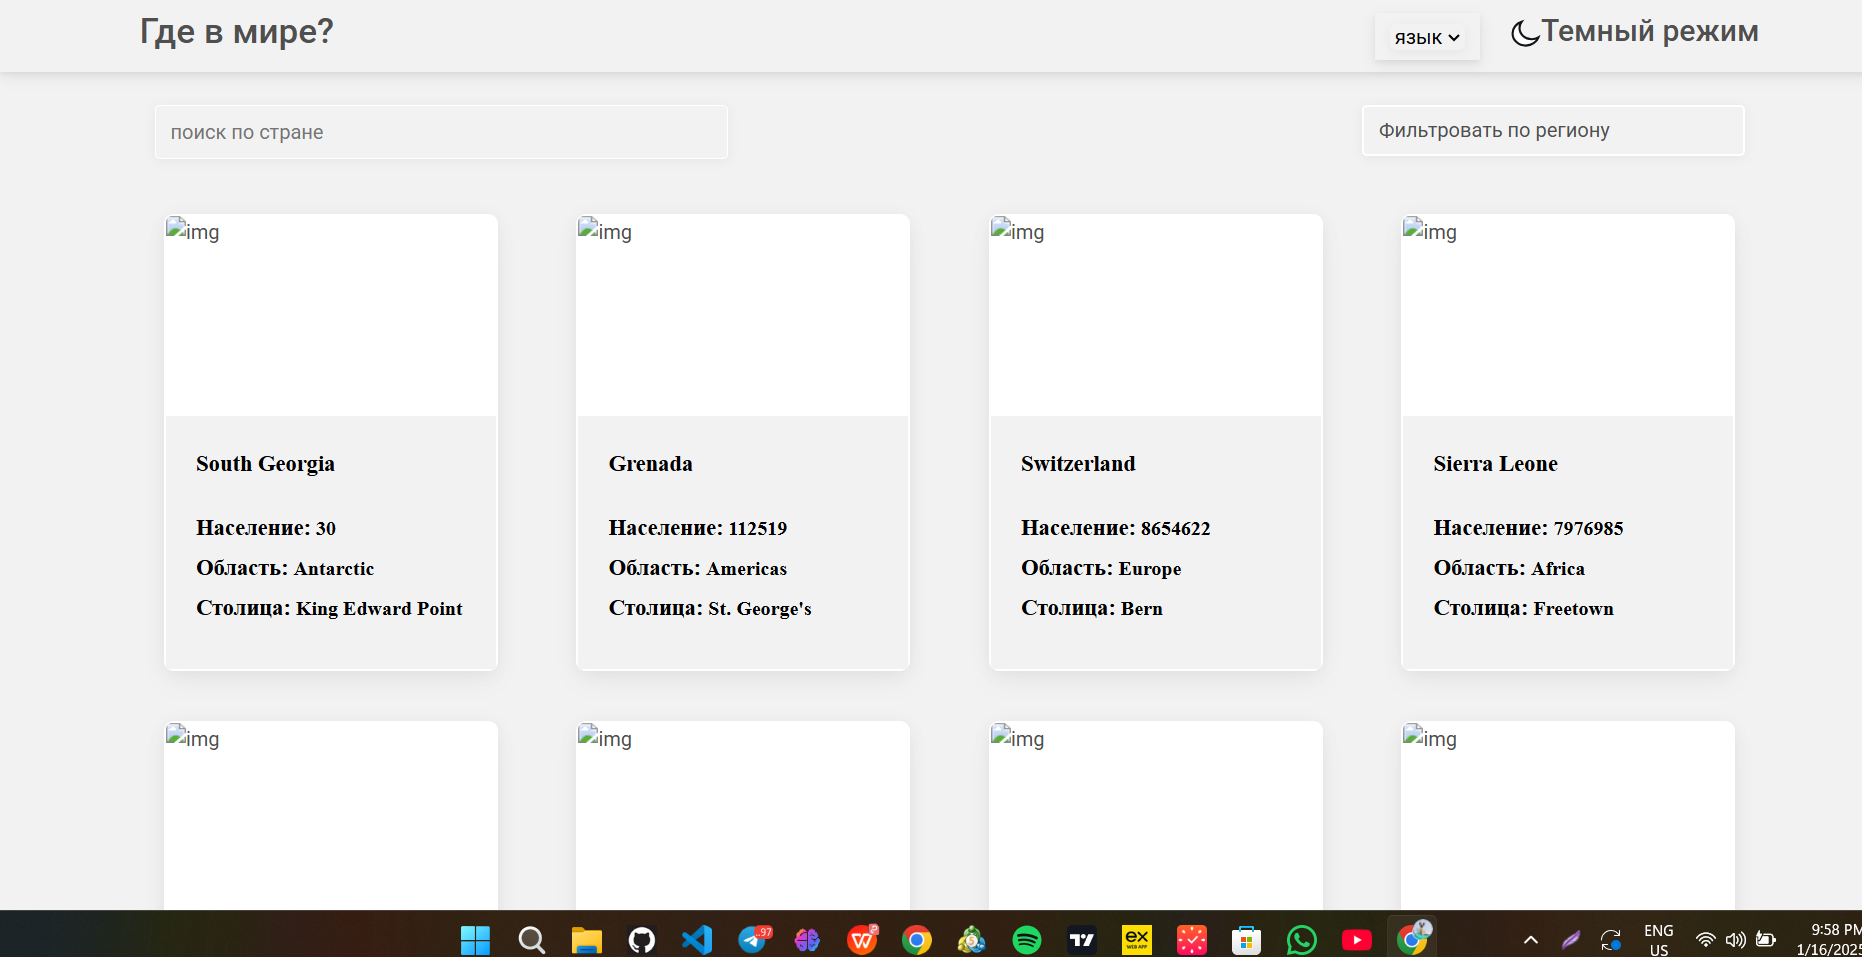 Где в мире?
язык
Темный режим
поиск по стране
Фильтровать по региону
img
img
img
img
South Georgia
Население: 30
Область: Antarctic
Столица: King Edward Point
Grenada
Население: 112519
Область: Americas
Столица: St. George's
Switzerland
Население: 8654622
Область: Europe
Столица: Bern
Sierra Leone
Население: 7976985
Область: Africa
Столица: Freetown
img
img
img
img
..97
ex
WEB APP
ENG
US
9:58 PM
1/16/2025